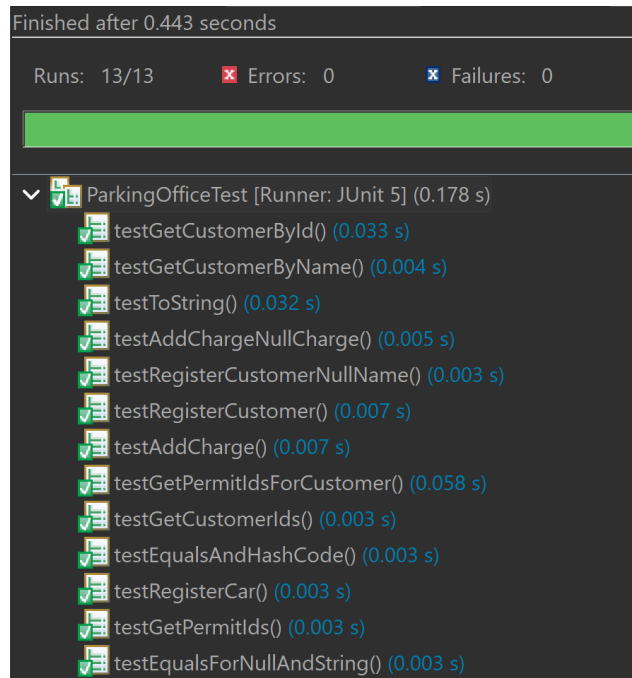 Finished after 0.443 seconds
Runs: 13/13 Errors: 0 Failures: 0
ParkingOfficeTest [Runner: JUnit 5] (0.178 s)
testGetCustomerById() (0.033 s)
testGetCustomerByName() (0.004 s)
testToString() (0.032 s)
testAddChargeNullCharge() (0.005 s)
testRegisterCustomerNullName() (0.003 s)
testRegisterCustomer() (0.007 s)
testAddCharge() (0.007 s)
testGetPermitIdsForCustomer() (0.058 s)
testGetCustomerIds() (0.003 s)
testEqualsAndHashCode() (0.003 s)
testRegisterCar() (0.003 s)
testGetPermitIds() (0.003 s)
testEqualsForNullAndString() (0.003 s)